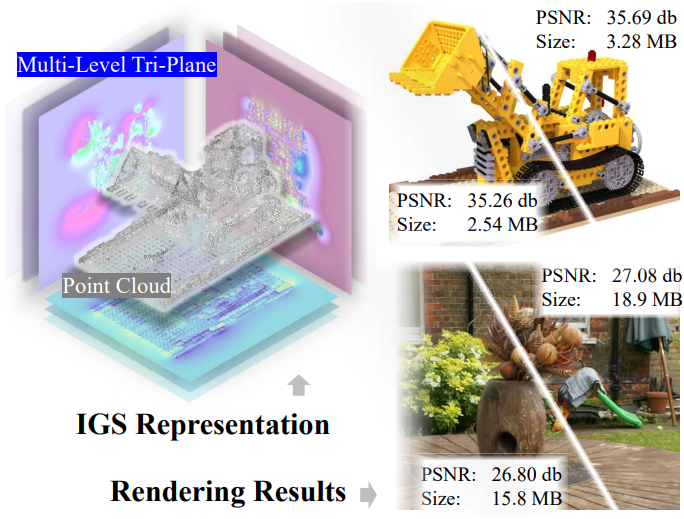 Multi-Level Tri-Plane
Point Cloud
IGS Representation
Rendering Results
PSNR: 35.69 db
Size: 3.28 MB
PSNR: 35.26 db
Size: 2.54 MB
PSNR: 27.08 db
Size: 18.9 MB
PSNR: 26.80 db
Size: 15.8 MB